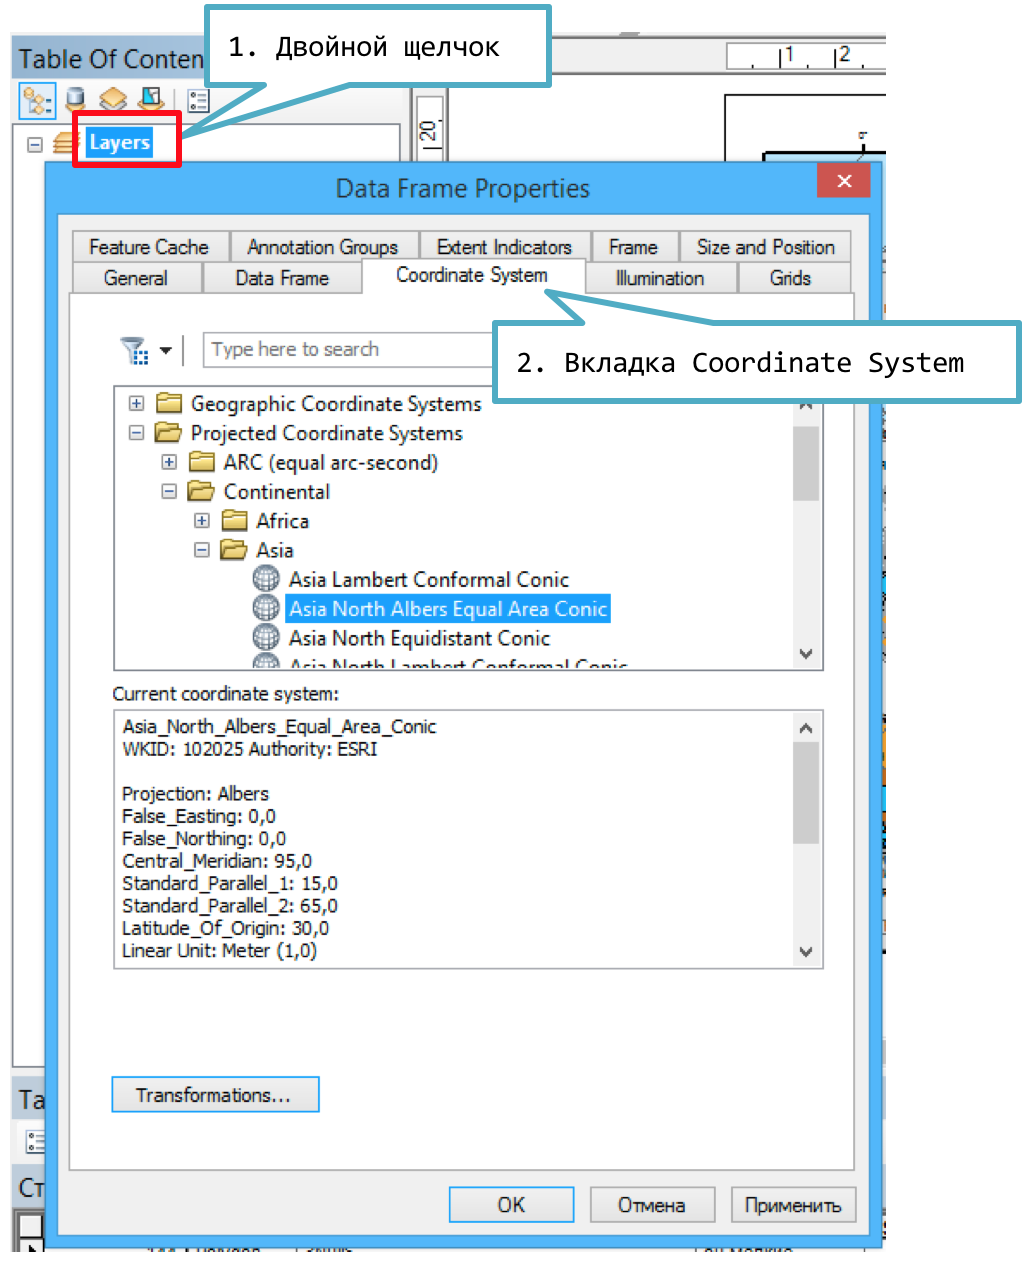 1. Двойной щелчок
Table Of Conten
1 2
20
Layers
Data Frame Properties
Feature Cache Annotation Groups Extent Indicators Frame Size and Position
General Data Frame Coordinate System Illumination Grids
Type here to search
2. Вкладка Coordinate System
Geographic Coordinate Systems
Projected Coordinate Systems
ARC (equal arc-second)
Continental
Africa
Asia
Asia Lambert Conformal Conic
Asia North Albers Equal Area Conic
Asia North Equidistant Conic
Asia North Lambert Conformal Conic
Current coordinate system:
Asia_North_Albers_Equal_Area_Conic
WKID: 102025 Authority: ESRI
Projection: Albers
False_Easting: 0,0
False_Northing: 0,0
Central_Meridian: 95,0
Standard_Parallel_1: 15,0
Standard_Parallel_2: 65,0
Latitude_Of_Origin: 30,0
Linear Unit: Meter (1,0)
Ta
Transformations...
Ст
OK Отмена Применить